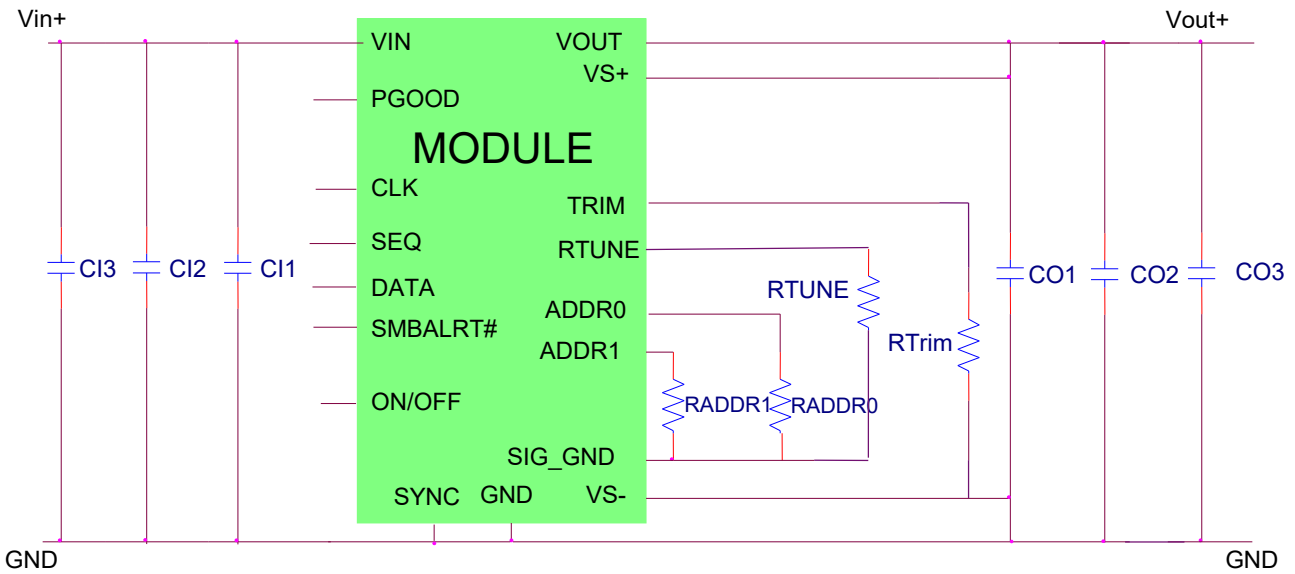 Vin+
Vout+
VIN
VOUT
VS+
PGOOD
MODULE
CLK
TRIM
SEQ
RTUNE
CI3
CI2
CI1
DATA
RTUNE
CO1
CO2
CO3
ADDR0
SMBALRT#
RTrim
ADDR1
ON/OFF
RADDR1
RADDR0
SIG_GND
SYNC
GND
VS-
GND
GND